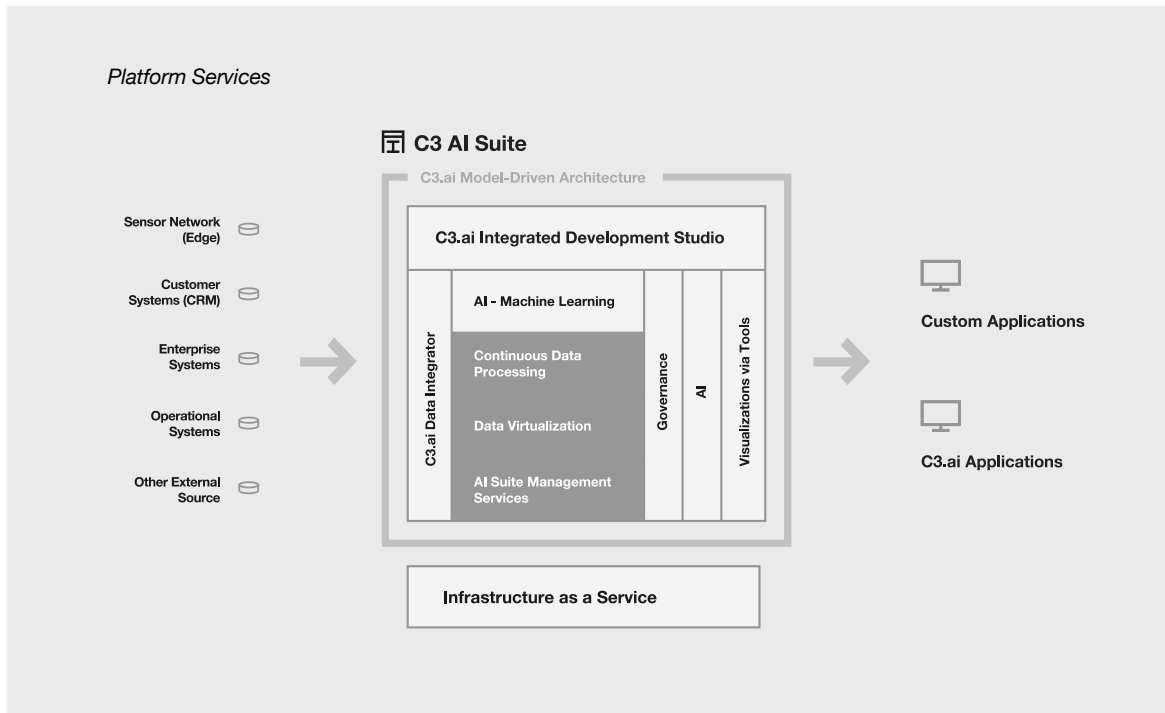 Platform Services
C3 AI Suite
C3.ai Model-Driven Architecture
Sensor Network
(Edge)
Customer
Systems (CRM)
Enterprise
Systems
Operational
Systems
Other External
Source
C3.ai Integrated Development Studio
C3.ai Data Integrator
AI - Machine Learning
Continuous Data
Processing
Data Virtualization
AI Suite Management
Services
Governance
AI
Visualizations via Tools
Infrastructure as a Service
Custom Applications
C3.ai Applications